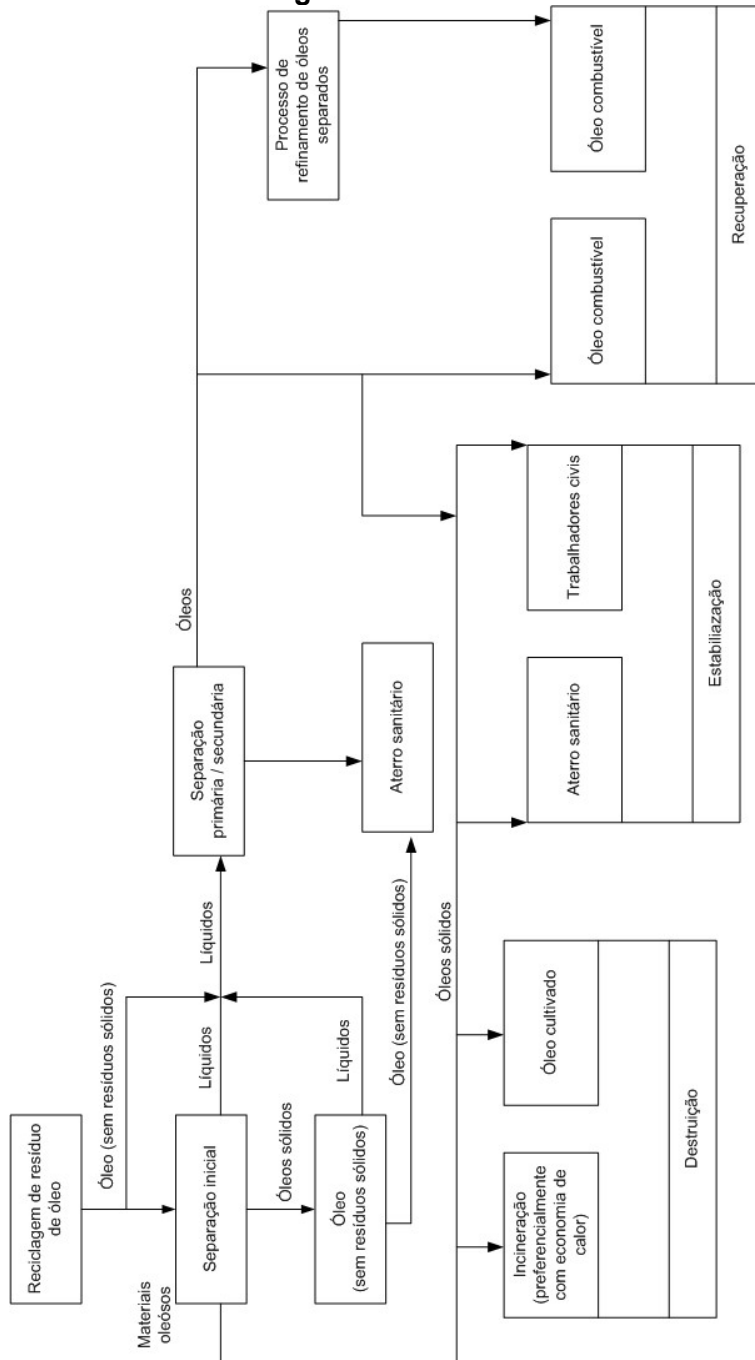 g
Reciclagem de resíduo
de óleo
Óleo (sem resíduos sólidos)
Materiais
oleósos
Separação inicial
Líquidos
Líquidos
Óleos sólidos
Óleo
(sem resíduos sólidos)
Líquidos
Óleo (sem resíduos sólidos)
Separação
primária / secundária
Óleos
Aterro sanitário
Processo de
refinamento de óleos
separados
Óleos sólidos
Incineração
(preferencialmente
com economia de
calor)
Óleo cultivado
Destruição
Aterro sanitário
Trabalhadores civis
Estabiliazação
Óleo combustível
Óleo combustível
Recuperação